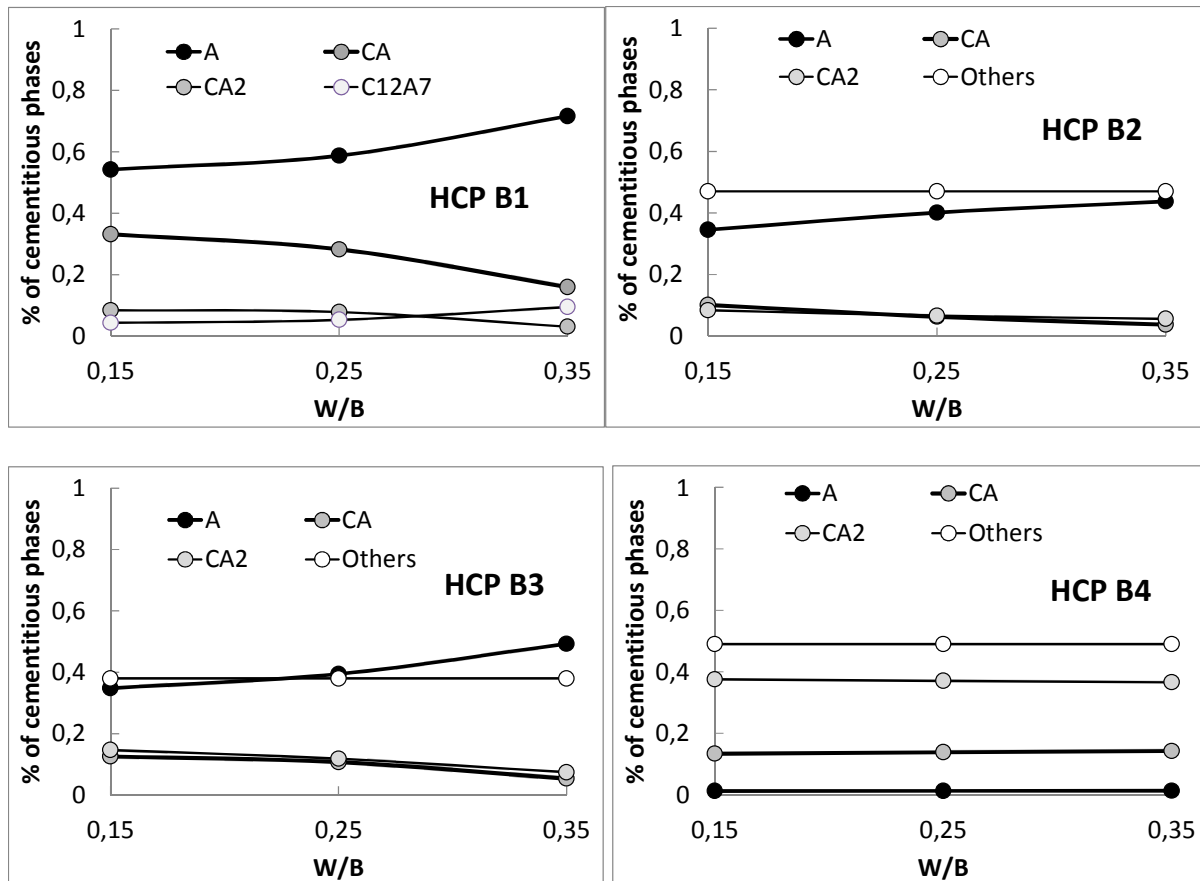 1
A
CA
CA2
C12A7
0,8
0,6
0,4
0,2
0
% of cementitious phases
HCP B1
0,15
0,25
0,35
W/B
1
A
CA
CA2
Others
0,8
0,6
0,4
0,2
0
% of cementitious phases
HCP B2
0,15
0,25
0,35
W/B
1
A
CA
CA2
Others
0,8
0,6
0,4
0,2
0
% of cementitious phases
HCP B3
0,15
0,25
0,35
W/B
1
A
CA
CA2
Others
0,8
0,6
0,4
0,2
0
% of cementitious phases
HCP B4
0,15
0,25
0,35
W/B